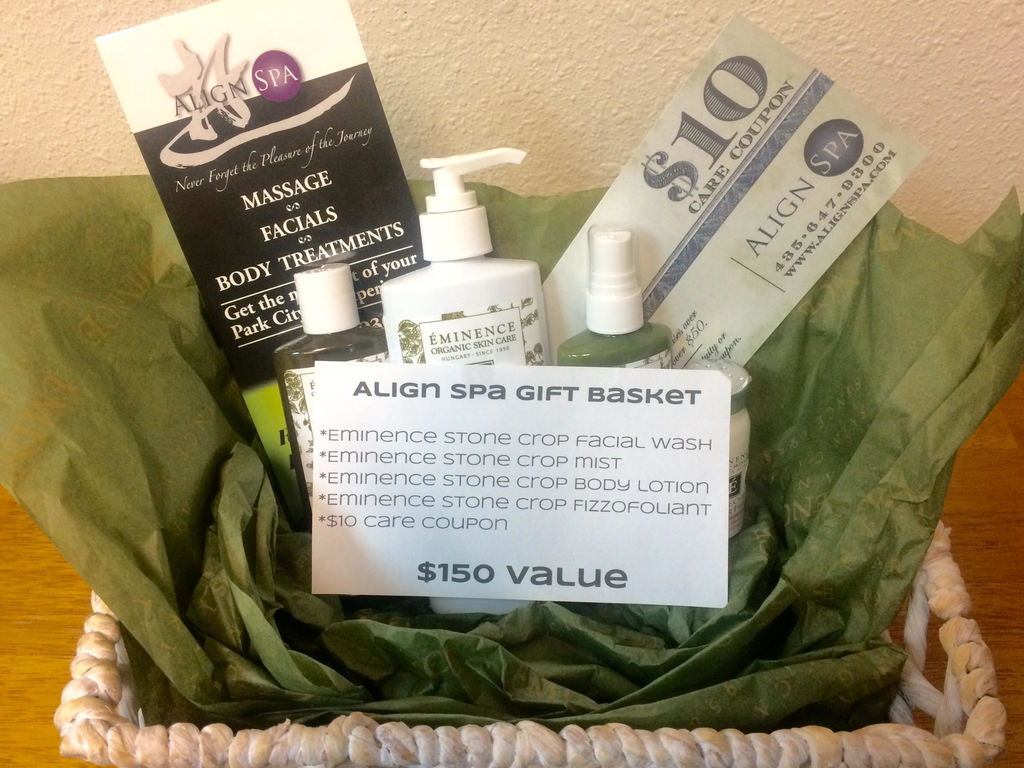 ALIGN SPA
Never Forget the Pleasure of the Journey
MASSAGE
FACIALS
BODY TREATMENTS
Get the of your
Park City
$10
CARE COUPON
ALIGN SPA
435·647·9300
WWW.ALIGNSPA.COM
$50.
coupon.
ÉMINENCE
ORGANIC SKIN CARE
HUNGARY · SINCE 1958
ALIGN SPA GIFT BASKET
*EMINENCE STONE CROP FACIAL WASH
*EMINENCE STONE CROP MIST
*EMINENCE STONE CROP BODY LOTION
*EMINENCE STONE CROP FIZZOFOLIANT
*$10 CARE COUPON
$150 VALUE